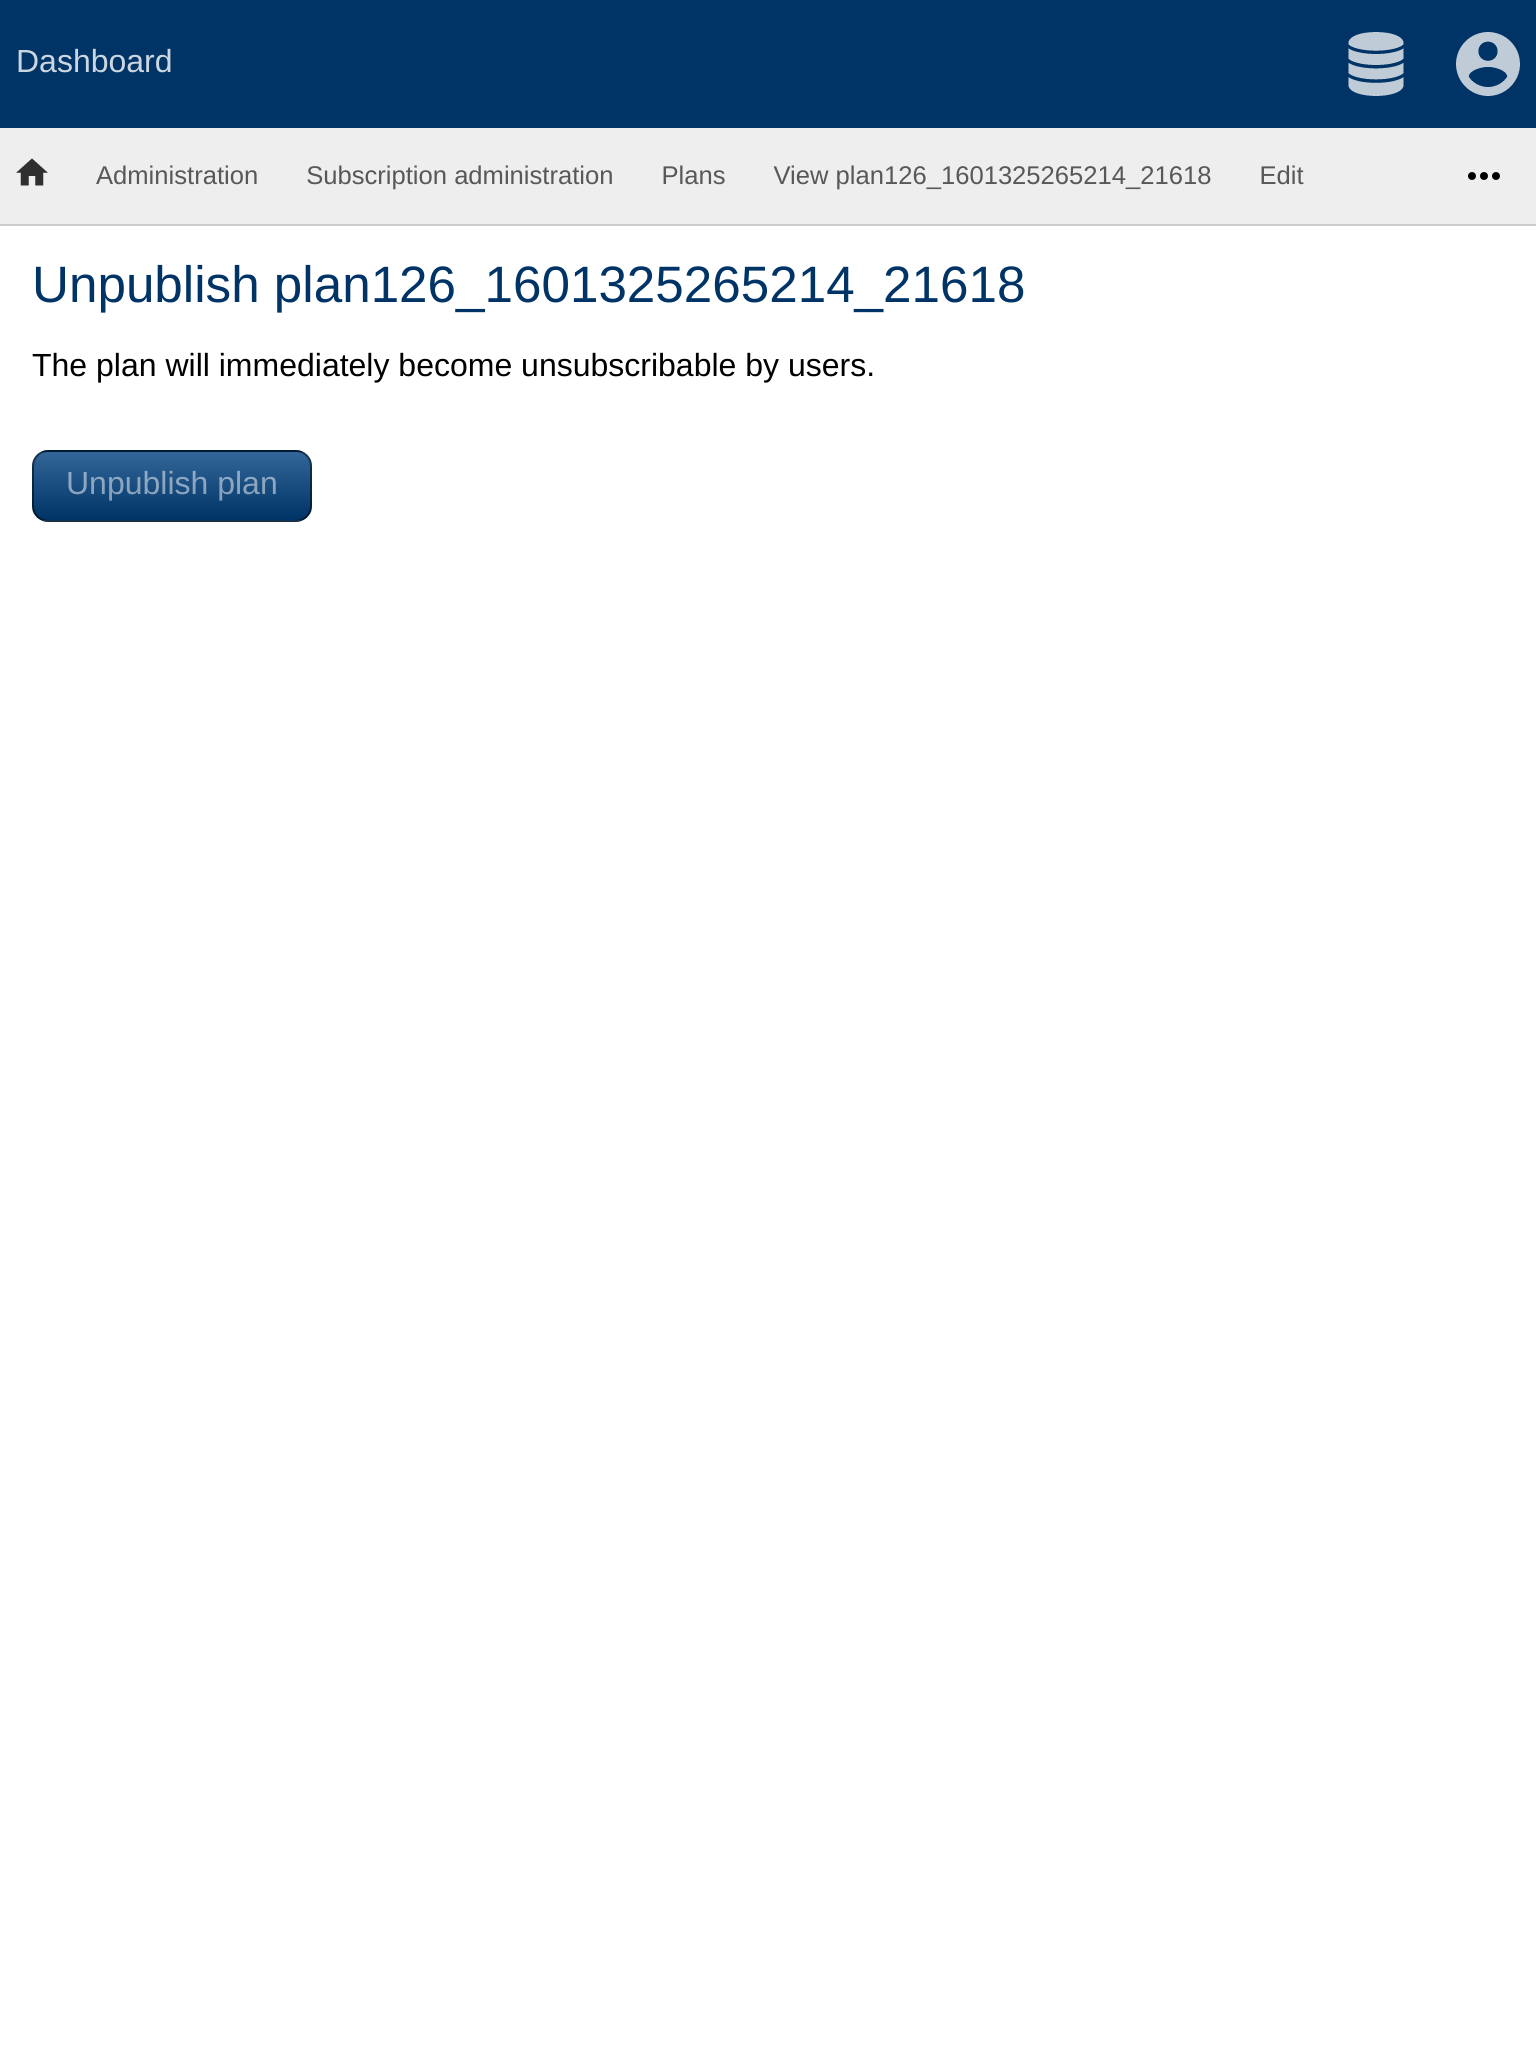 Dashboard
Administration Subscription administration Plans View plan126_1601325265214_21618 Edit
Unpublish plan126_1601325265214_21618
The plan will immediately become unsubscribable by users.
Unpublish plan